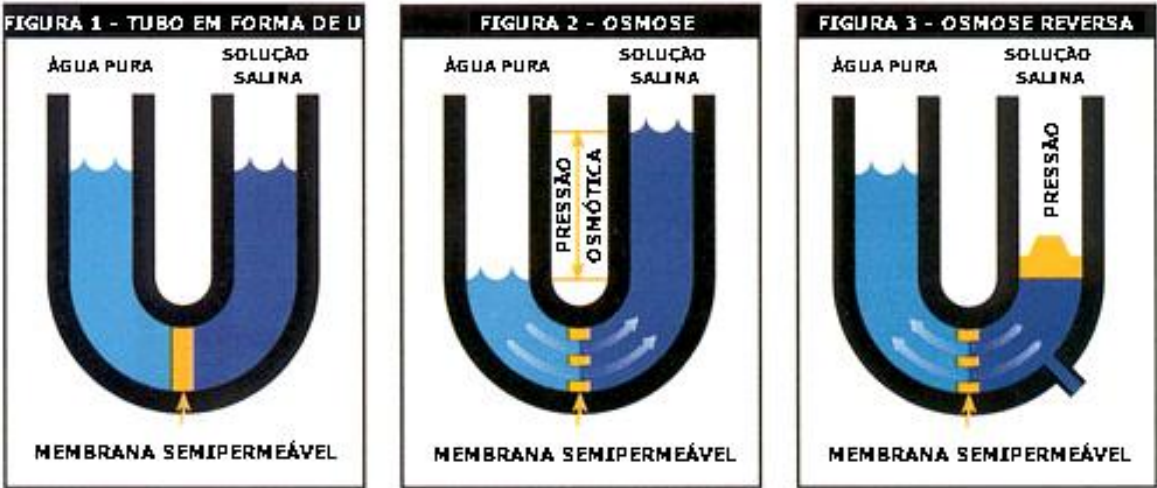 FIGURA 1 - TUBO EM FORMA DE U
ÁGUA PURA
SOLUÇÃO
SALINA
MEMBRANA SEMIPERMEÁVEL
FIGURA 2 - OSMOSE
ÁGUA PURA
SOLUÇÃO
SALINA
PRESSÃO
OSMÓTICA
MEMBRANA SEMIPERMEÁVEL
FIGURA 3 - OSMOSE REVERSA
ÁGUA PURA
SOLUÇÃO
SALINA
PRESSÃO
MEMBRANA SEMIPERMEÁVEL